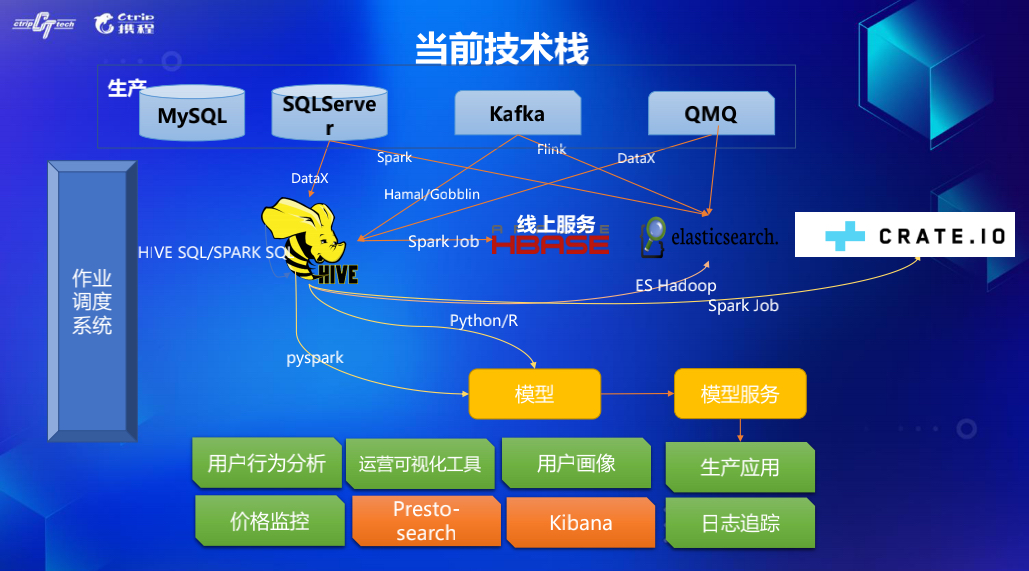 ctrip tech
Ctrip
携程
当前技术栈
生产
MySQL
SQLServe
r
Kafka
QMQ
Spark
Flink
DataX
DataX
Hamal/Gobblin
HIVE SQL/SPARK SQL
HIVE
Spark Job
线上服务
HBASE
elasticsearch.
CRATE.IO
作业
调度
系统
ES Hadoop
Spark Job
Python/R
pyspark
模型
模型服务
用户行为分析
运营可视化工具
用户画像
生产应用
价格监控
Presto-
search
Kibana
日志追踪